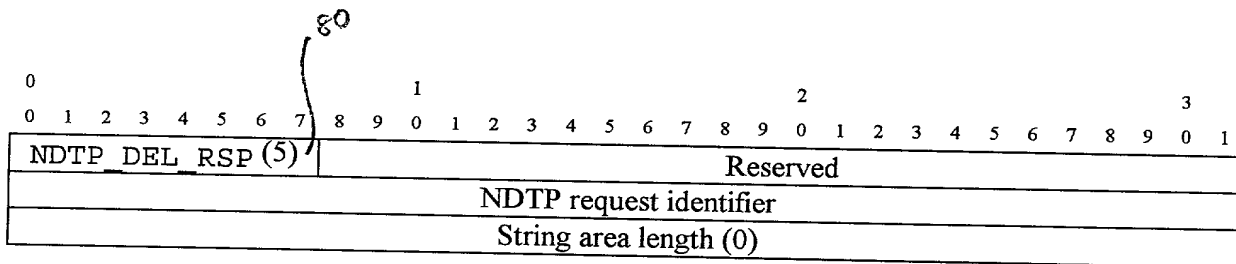 80
0 1 2 3
0 1 2 3 4 5 6 7 8 9 0 1 2 3 4 5 6 7 8 9 0 1 2 3 4 5 6 7 8 9 0 1
NDTP_DEL_RSP (5) Reserved
NDTP request identifier
String area length (0)